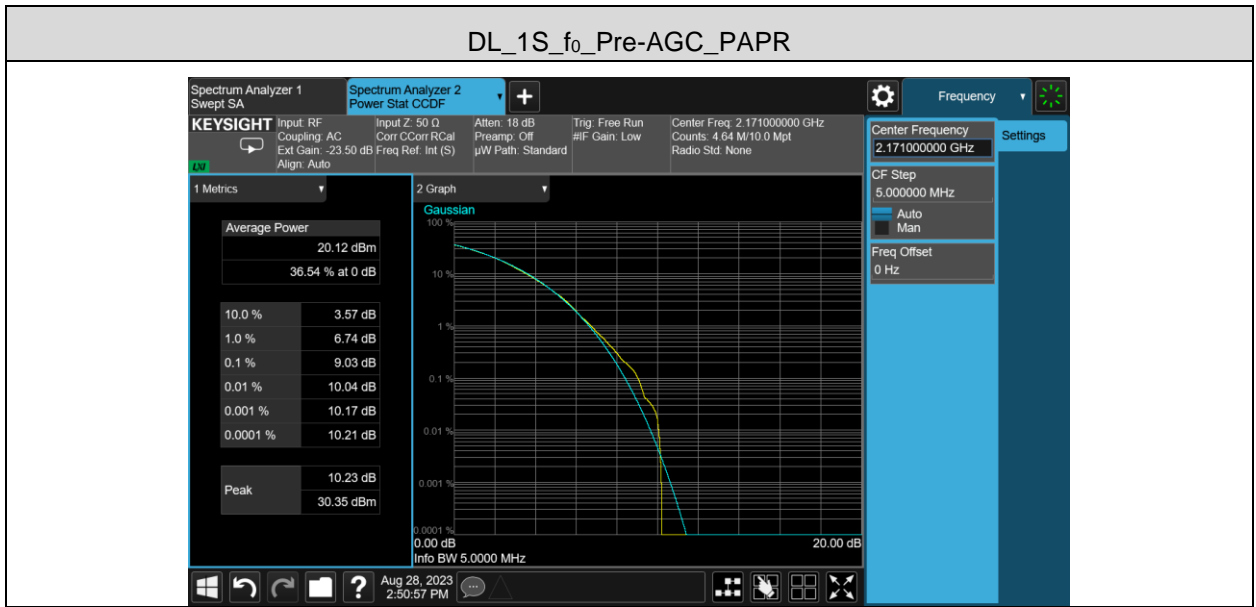 DL_1S_f0_Pre-AGC_PAPR
Spectrum Analyzer 1
Swept SA
Spectrum Analyzer 2
Power Stat CCDF
Frequency
KEYSIGHT
LXI
Input: RF
Coupling: AC
Ext Gain: -23.50 dB
Align: Auto
Input Z: 50 Ω
Corr CCorr RCal
Freq Ref: Int (S)
Atten: 18 dB
Preamp: Off
µW Path: Standard
Trig: Free Run
#IF Gain: Low
Center Freq: 2.171000000 GHz
Counts: 4.64 M/10.0 Mpt
Radio Std: None
Center Frequency
2.171000000 GHz
Settings
CF Step
5.000000 MHz
Auto
Man
Freq Offset
0 Hz
1 Metrics
Average Power
20.12 dBm
36.54 % at 0 dB
10.0 % 3.57 dB
1.0 % 6.74 dB
0.1 % 9.03 dB
0.01 % 10.04 dB
0.001 % 10.17 dB
0.0001 % 10.21 dB
Peak
10.23 dB
30.35 dBm
2 Graph
Gaussian
100 %
10 %
1 %
0.1 %
0.01 %
0.001 %
0.0001 %
0.00 dB 20.00 dB
Info BW 5.0000 MHz
?
Aug 28, 2023
2:50:57 PM